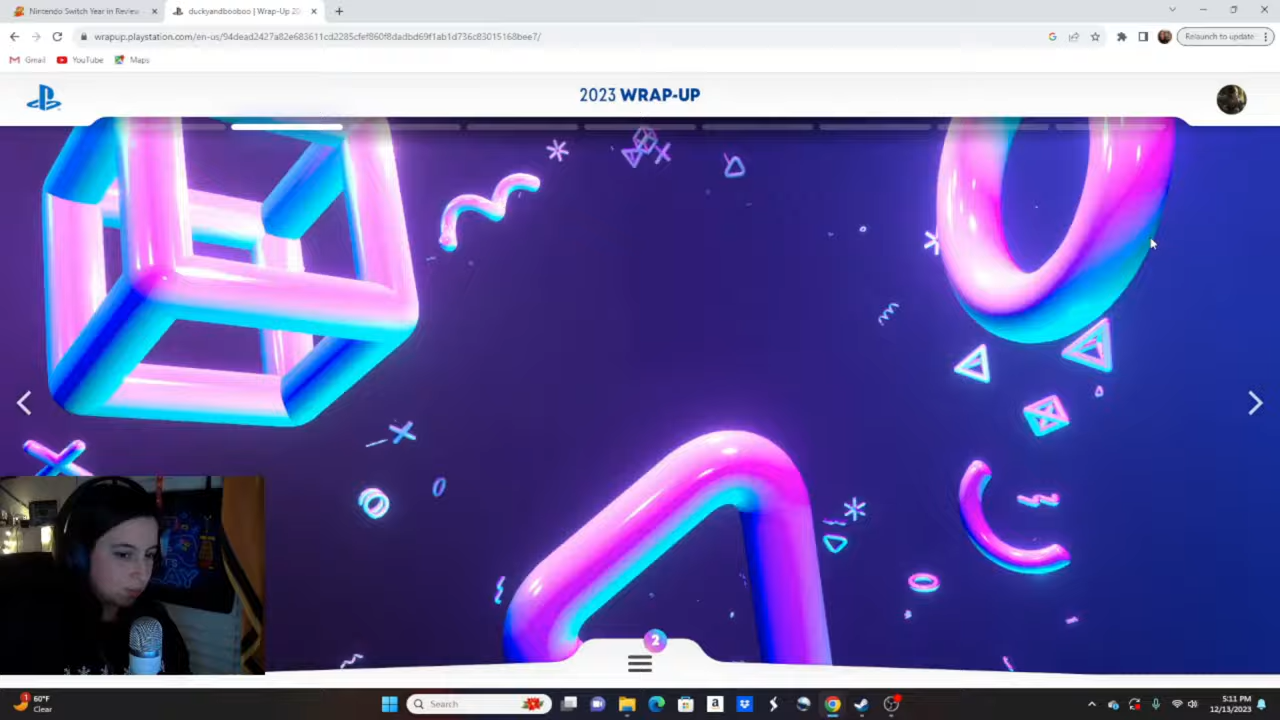 Nintendo Switch Year in Review
duckyandbooboo | Wrap-Up 20
wrapup.playstation.com/en-us/94dead2427a82e683611cd2285cfef860f8dadbd69f1ab1d736c83015168bee7/
Relaunch to update
Gmail
YouTube
Maps
2023 WRAP-UP
2
1
60°F
Clear
Search
5:11 PM
12/13/2023